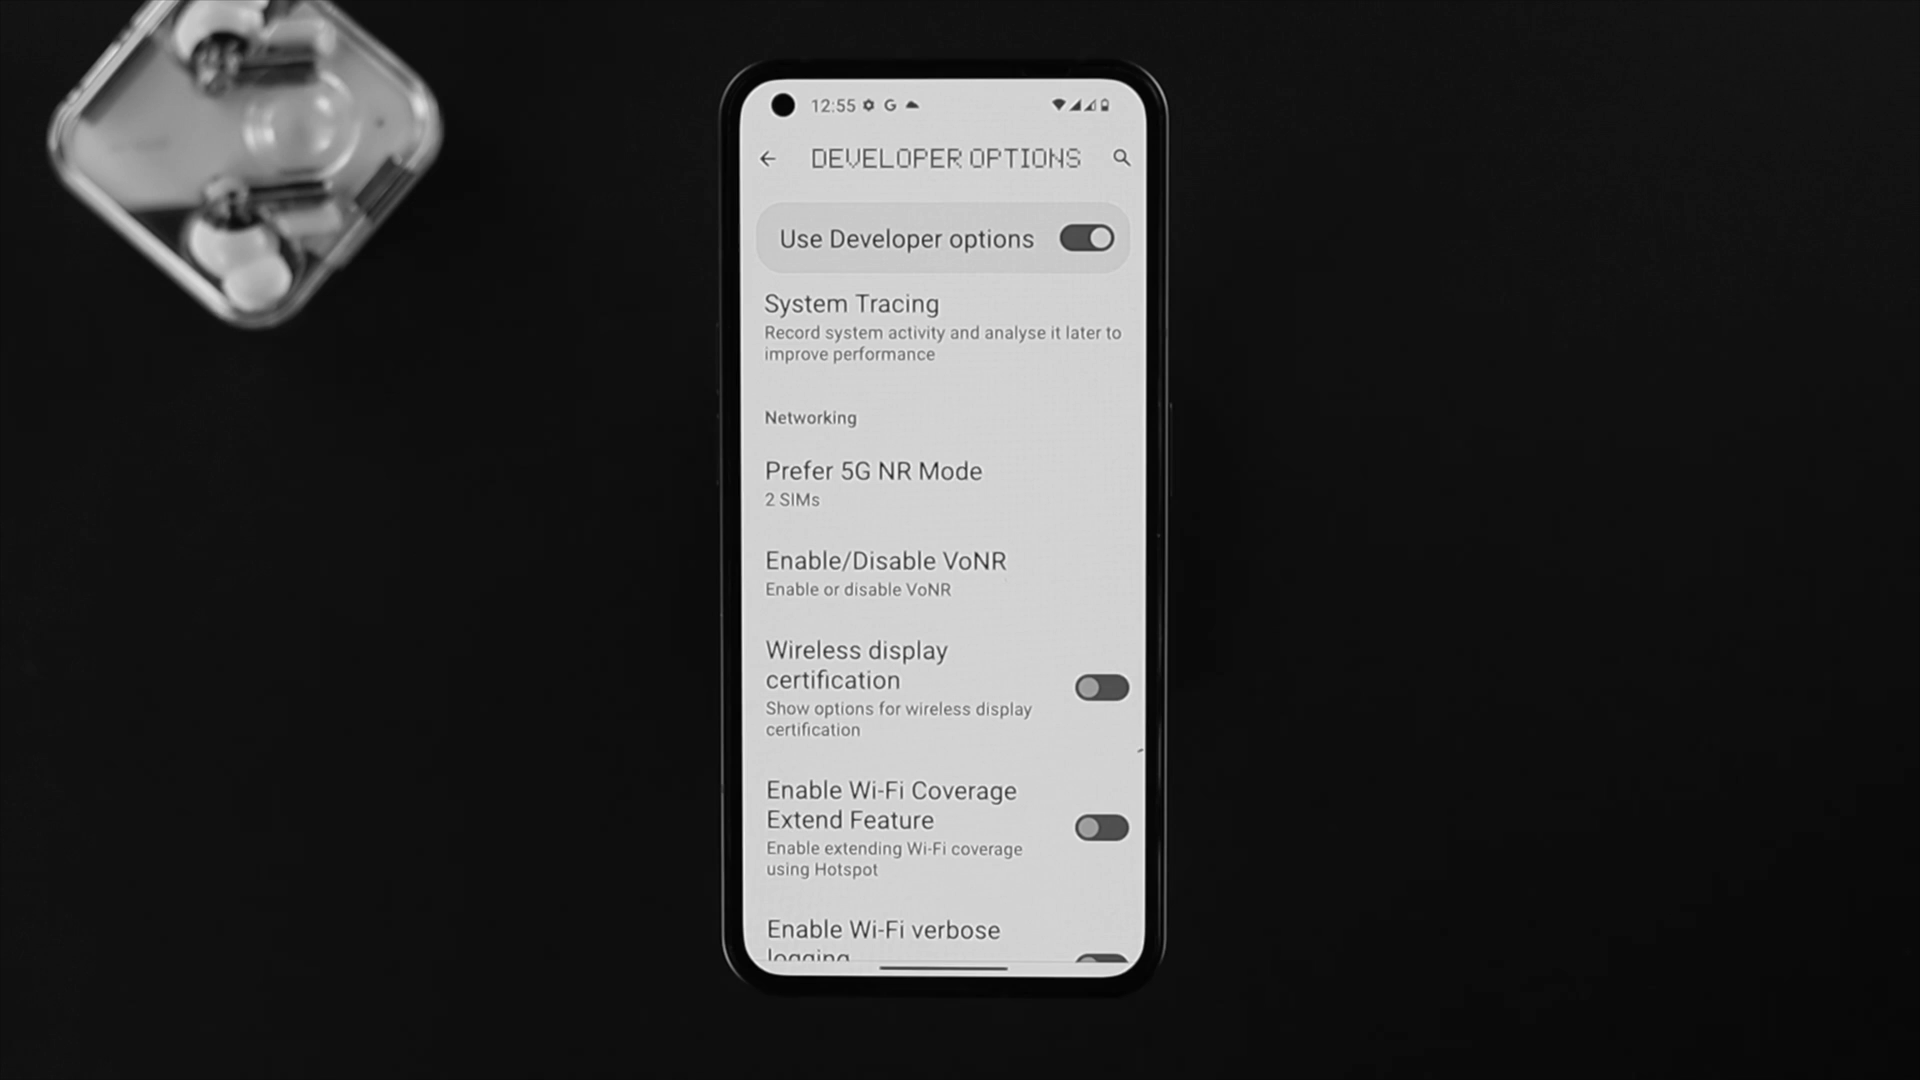 12:55 G
DEVELOPER OPTIONS
Use Developer options
System Tracing
Record system activity and analyse it later to
improve performance
Networking
Prefer 5G NR Mode
2 SIMs
Enable/Disable VoNR
Enable or disable VoNR
Wireless display
certification
Show options for wireless display
certification
Enable Wi-Fi Coverage
Extend Feature
Enable extending Wi-Fi coverage
using Hotspot
Enable Wi-Fi verbose
logging